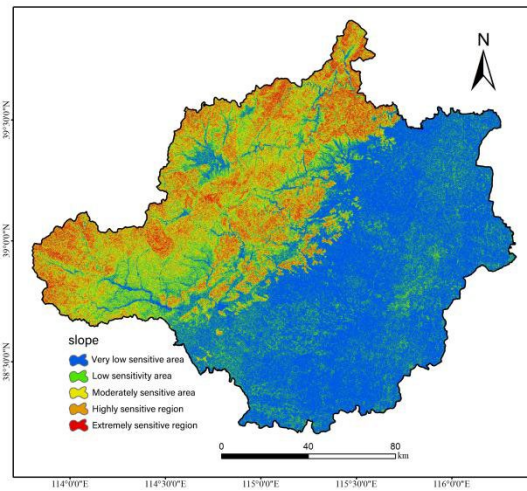 N
39°30'0"N
39°0'0"N
38°30'0"N
slope
Very low sensitive area
Low sensitivity area
Moderately sensitive area
Highly sensitive region
Extremely sensitive region
0 40 80
km
114°0'0"E 114°30'0"E 115°0'0"E 115°30'0"E 116°0'0"E